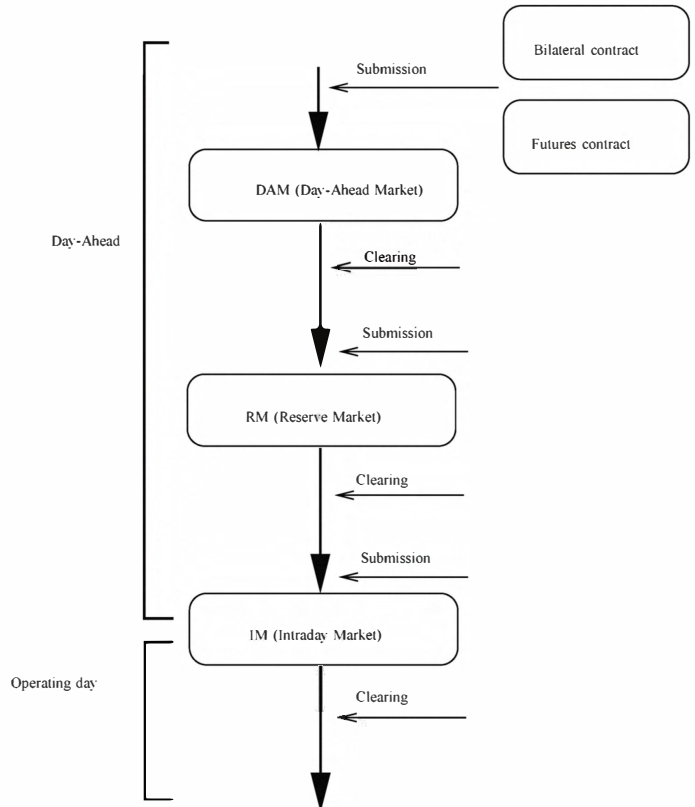 Bilateral contract
Submission
Futures contract
DAM (Day-Ahead Market)
Day-Ahead
Clearing
Submission
RM (Reserve Market)
Clearing
Submission
IM (Intraday Market)
Operating day
Clearing